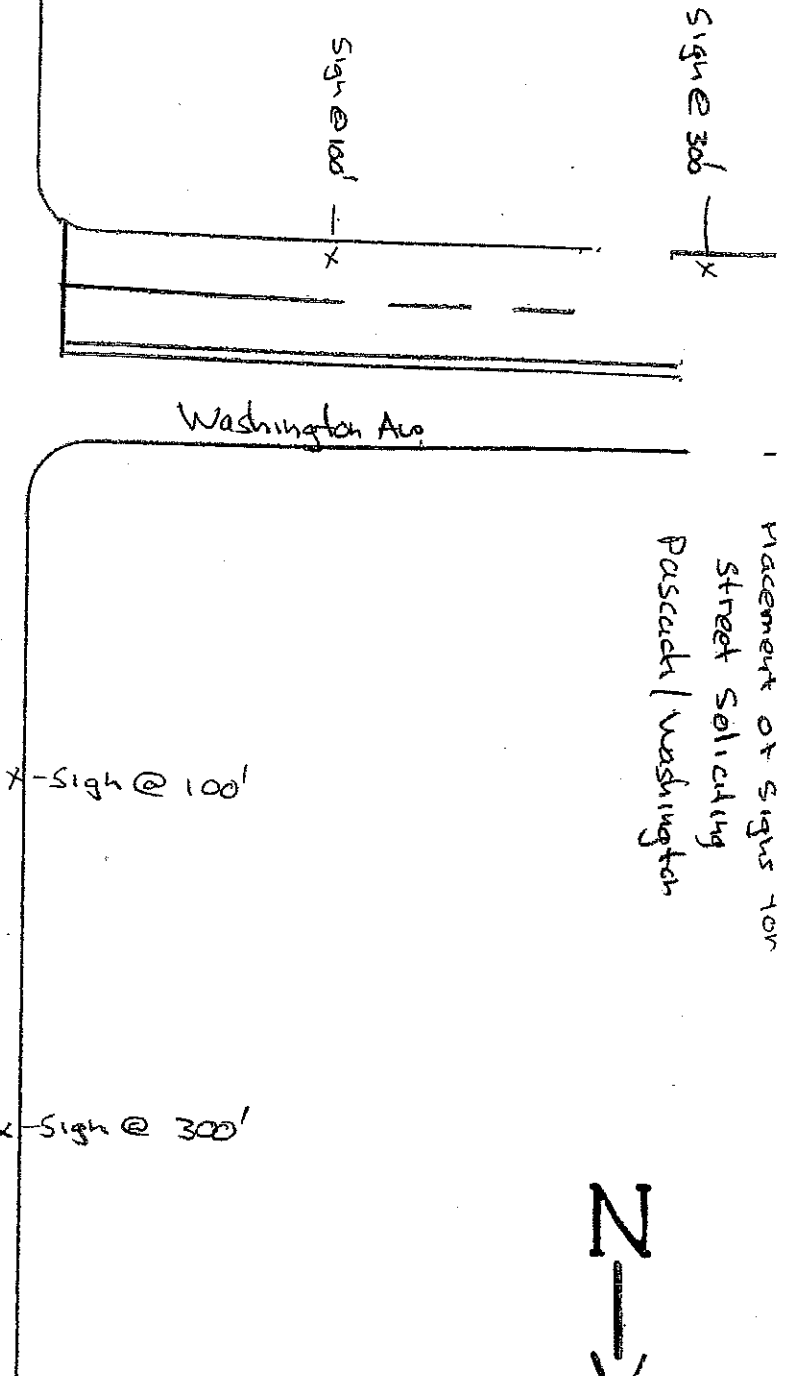 Placement of Signs for
Street Soliciting
Pascack / Washington
Sign @ 300'
x
Sign @ 100'
x
Washington Ave.
x - Sign @ 100'
x - Sign @ 300'
N